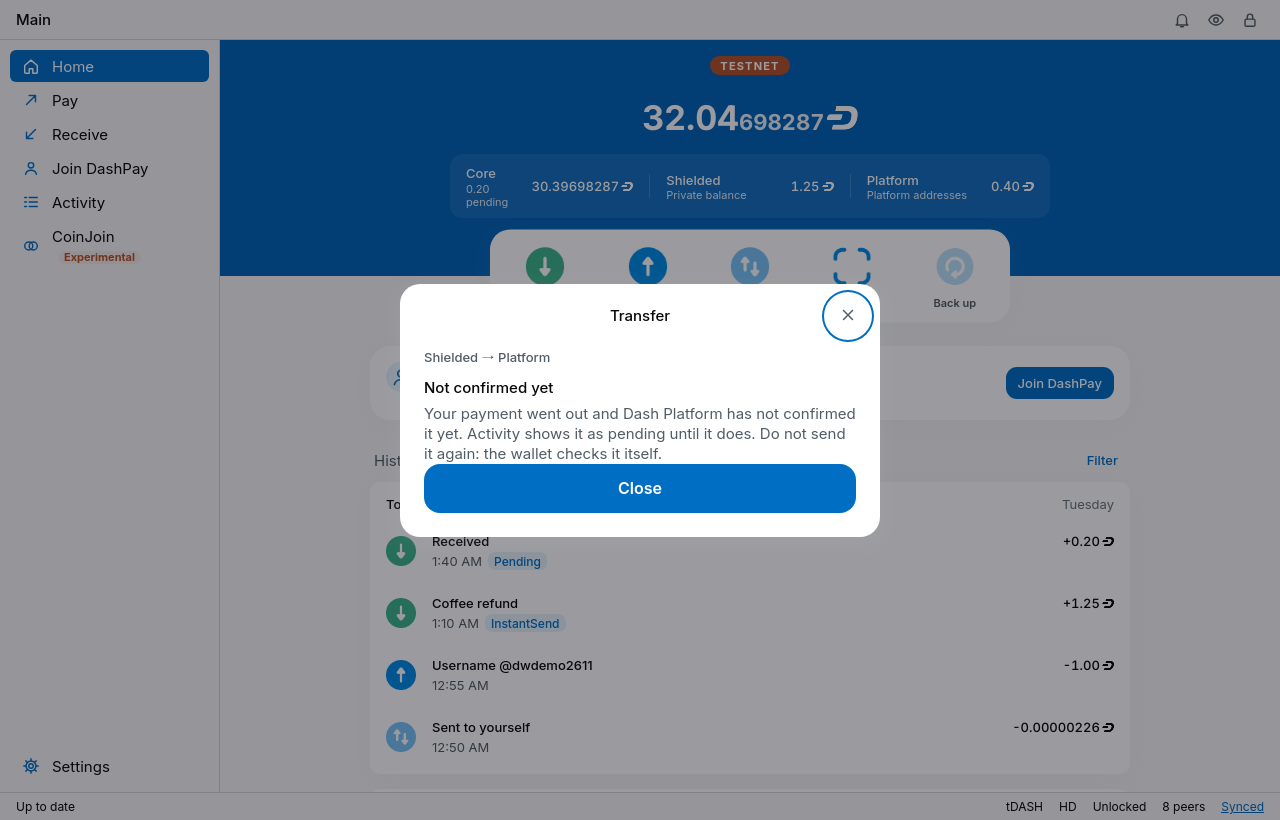 Main
Home
Pay
Receive
Join DashPay
Activity
CoinJoin
Experimental
Settings
TESTNET
32.04698287
Core
0.20
pending
30.39698287
Shielded
Private balance
1.25
Platform
Platform addresses
0.40
Back up
Transfer
Shielded → Platform
Not confirmed yet
Your payment went out and Dash Platform has not confirmed
it yet. Activity shows it as pending until it does. Do not send
it again: the wallet checks it itself.
Close
Join DashPay
Filter
Tuesday
Received
+0.20
1:40 AM Pending
Coffee refund
+1.25
1:10 AM InstantSend
Username @dwdemo2611
-1.00
12:55 AM
Sent to yourself
-0.00000226
12:50 AM
Up to date
tDASH HD Unlocked 8 peers Synced